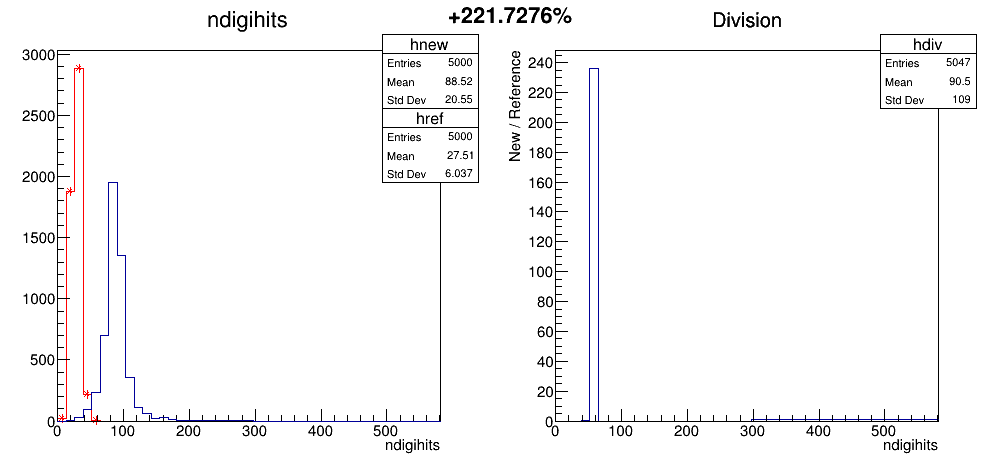 +221.7276%
ndigihits
hnew
Entries 5000
Mean 88.52
Std Dev 20.55
href
Entries 5000
Mean 27.51
Std Dev 6.037
3000
2500
2000
1500
1000
500
0
0 100 200 300 400 500
ndigihits
Division
hdiv
Entries 5047
Mean 90.5
Std Dev 109
New / Reference
240
220
200
180
160
140
120
100
80
60
40
20
0
0 100 200 300 400 500
ndigihits